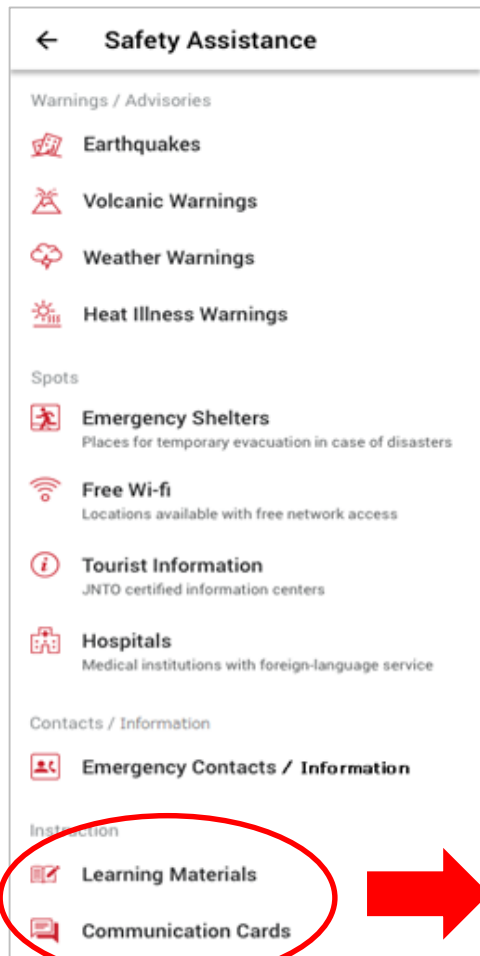 Safety Assistance
Warnings / Advisories
Earthquakes
Volcanic Warnings
Weather Warnings
Heat Illness Warnings
Spots
Emergency Shelters
Places for temporary evacuation in case of disasters
Free Wi-fi
Locations available with free network access
Tourist Information
JNTO certified information centers
Hospitals
Medical institutions with foreign-language service
Contacts / Information
Emergency Contacts / Information
Instruction
Learning Materials
Communication Cards